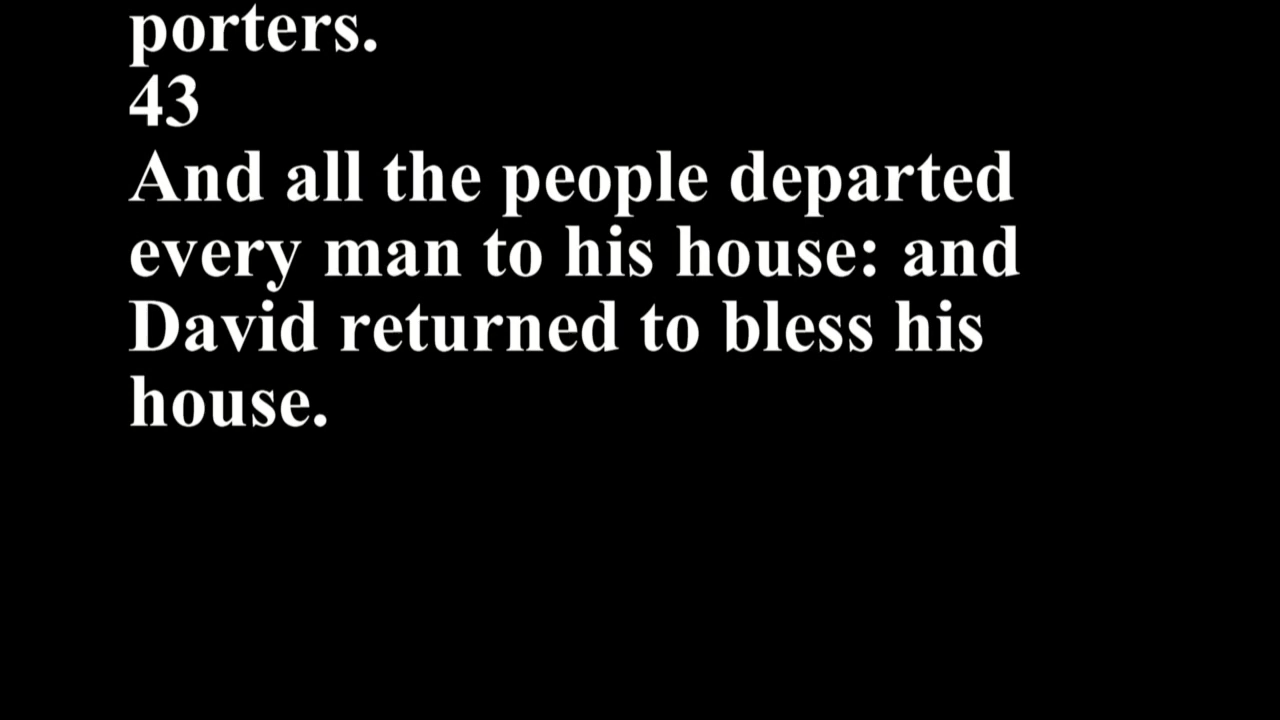 porters.
43
And all the people departed
every man to his house: and
David returned to bless his
house.